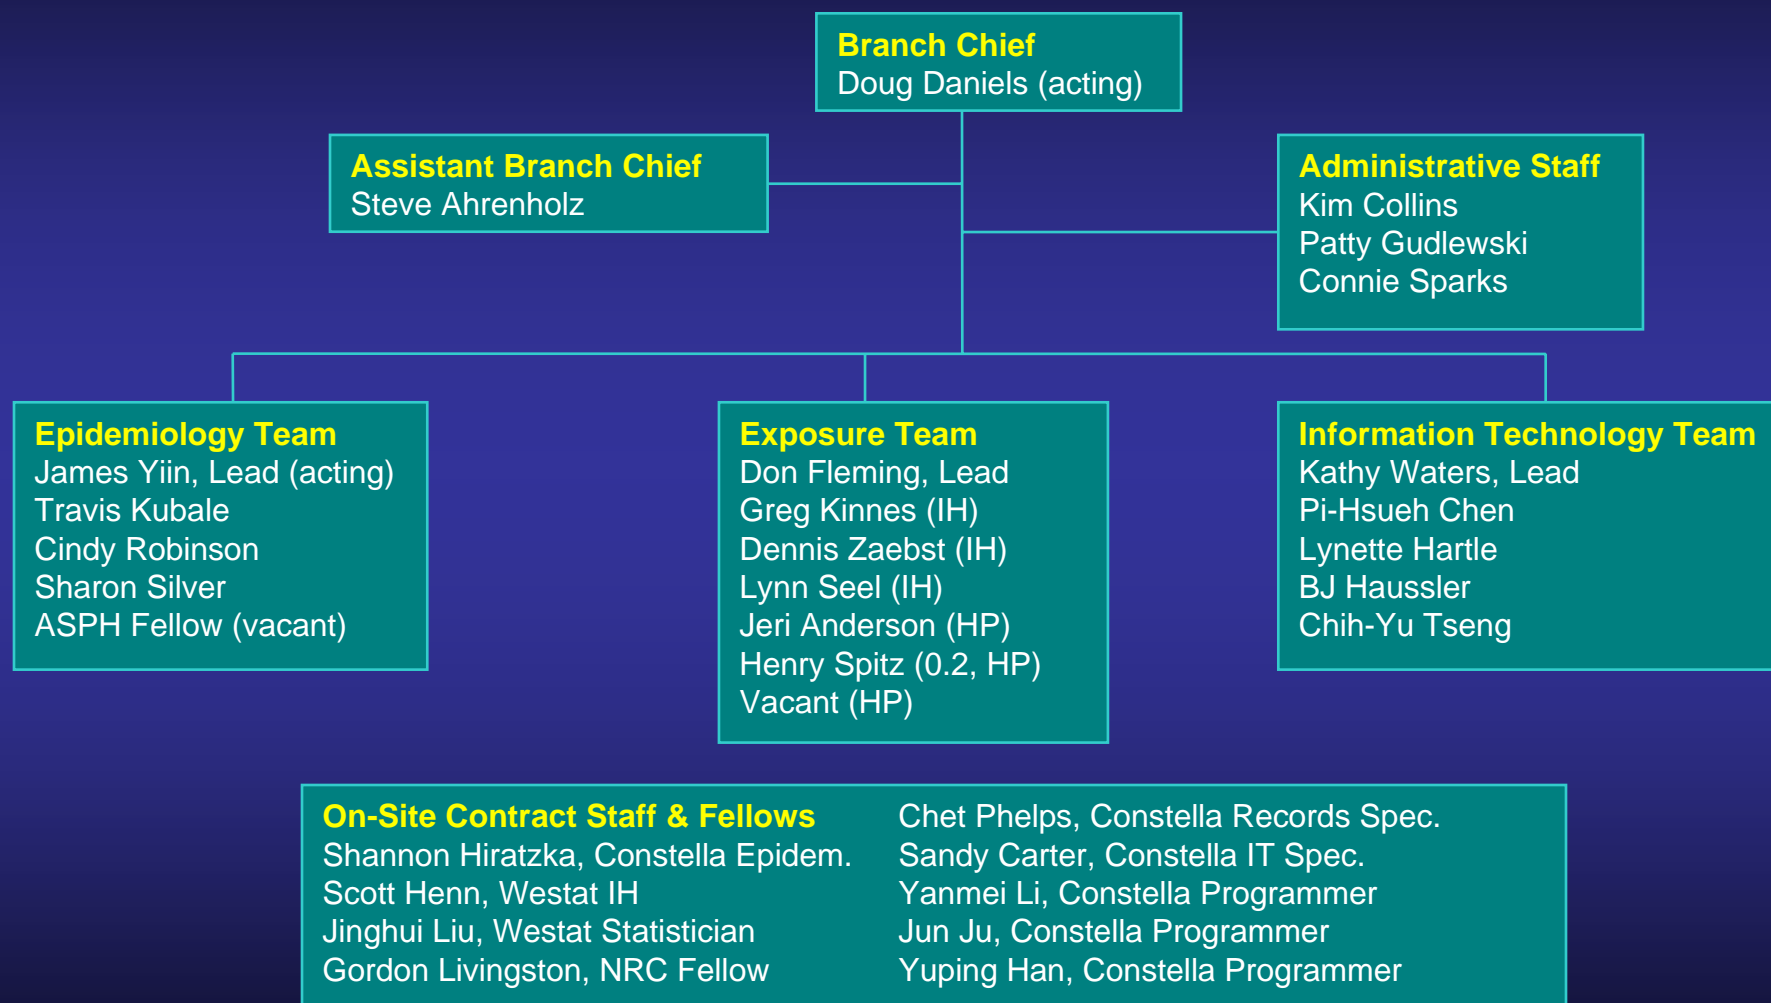 Branch Chief
Doug Daniels (acting)
Assistant Branch Chief
Steve Ahrenholz
Administrative Staff
Kim Collins
Patty Gudlewski
Connie Sparks
Epidemiology Team
James Yiin, Lead (acting)
Travis Kubale
Cindy Robinson
Sharon Silver
ASPH Fellow (vacant)
Exposure Team
Don Fleming, Lead
Greg Kinnes (IH)
Dennis Zaebst (IH)
Lynn Seel (IH)
Jeri Anderson (HP)
Henry Spitz (0.2, HP)
Vacant (HP)
Information Technology Team
Kathy Waters, Lead
Pi-Hsueh Chen
Lynette Hartle
BJ Haussler
Chih-Yu Tseng
On-Site Contract Staff & Fellows
Shannon Hiratzka, Constella Epidem.
Scott Henn, Westat IH
Jinghui Liu, Westat Statistician
Gordon Livingston, NRC Fellow
Chet Phelps, Constella Records Spec.
Sandy Carter, Constella IT Spec.
Yanmei Li, Constella Programmer
Jun Ju, Constella Programmer
Yuping Han, Constella Programmer